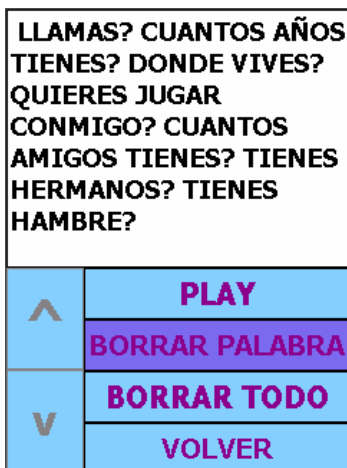 LLAMAS? CUANTOS AÑOS
TIENES? DONDE VIVES?
QUIERES JUGAR
CONMIGO? CUANTOS
AMIGOS TIENES? TIENES
HERMANOS? TIENES
HAMBRE?
^
PLAY
BORRAR PALABRA
BORRAR TODO
v
VOLVER